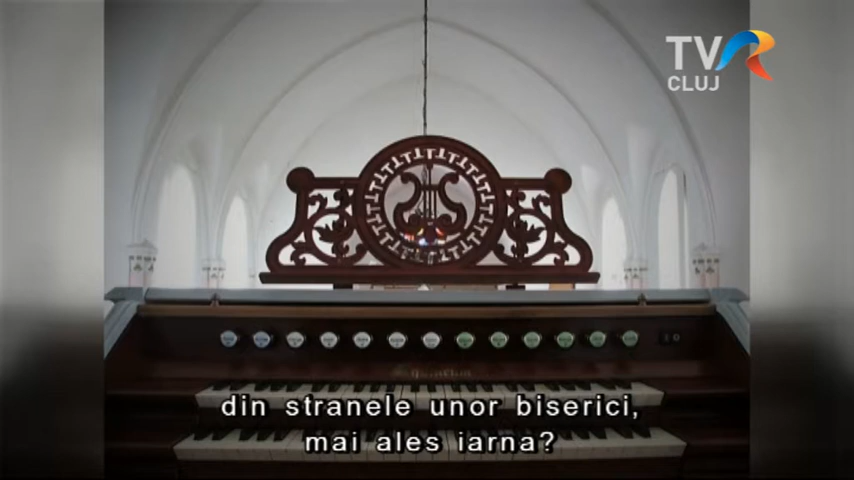 TVR
CLUJ
din stranele unor biserici,
mai ales iarna?